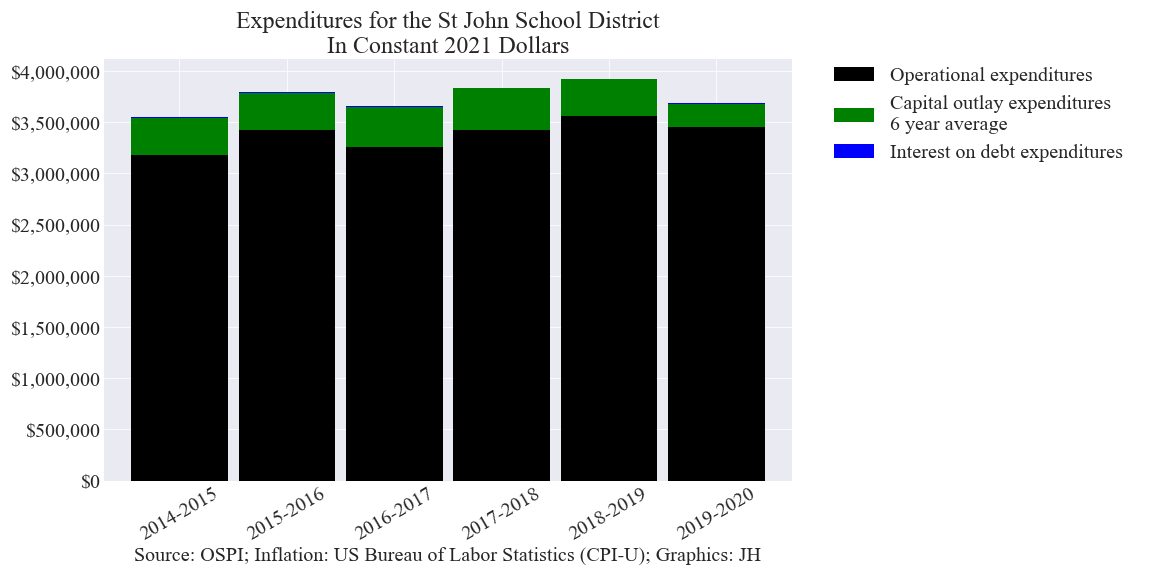 Expenditures for the St John School District
In Constant 2021 Dollars
$4,000,000
$3,500,000
$3,000,000
$2,500,000
$2,000,000
$1,500,000
$1,000,000
$500,000
$0
2014-2015
2015-2016
2016-2017
2017-2018
2018-2019
2019-2020
Source: OSPI; Inflation: US Bureau of Labor Statistics (CPI-U); Graphics: JH
Operational expenditures
Capital outlay expenditures
6 year average
Interest on debt expenditures